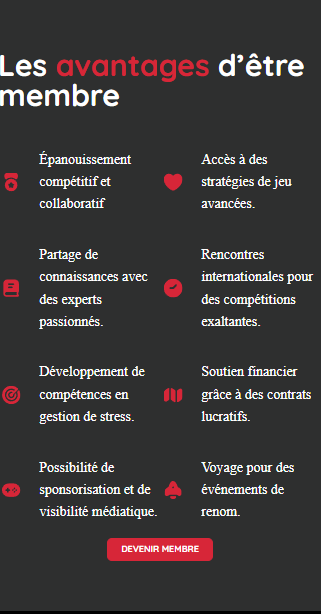 Les avantages d’être
membre
Épanouissement
compétitif et
collaboratif
Accès à des
stratégies de jeu
avancées.
Partage de
connaissances avec
des experts
passionnés.
Rencontres
internationales pour
des compétitions
exaltantes.
Développement de
compétences en
gestion de stress.
Soutien financier
grâce à des contrats
lucratifs.
Possibilité de
sponsorisation et de
visibilité médiatique.
Voyage pour des
événements de
renom.
DEVENIR MEMBRE